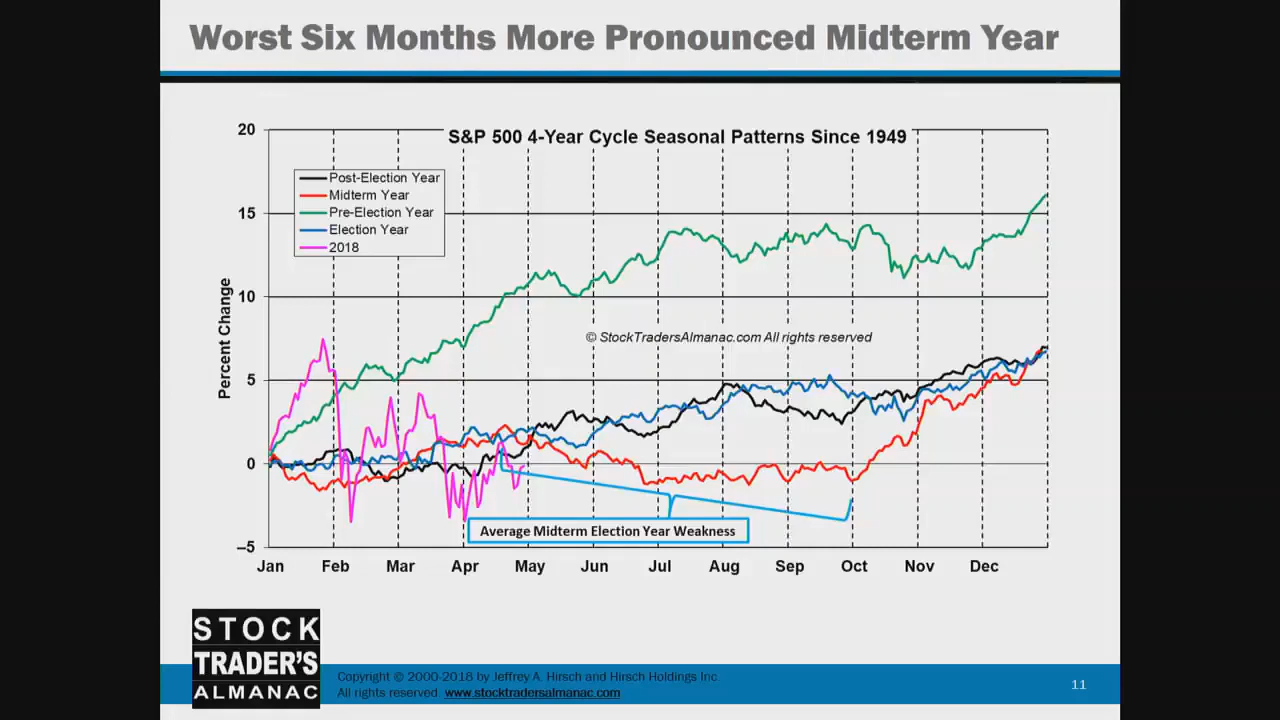 Worst Six Months More Pronounced Midterm Year
S&P 500 4-Year Cycle Seasonal Patterns Since 1949
20
15
10
5
0
–5
Percent Change
Post-Election Year
Midterm Year
Pre-Election Year
Election Year
2018
© StockTradersAlmanac.com All rights reserved
Average Midterm Election Year Weakness
Jan Feb Mar Apr May Jun Jul Aug Sep Oct Nov Dec
STOCK
TRADER'S
ALMANAC
Copyright © 2000-2018 by Jeffrey A. Hirsch and Hirsch Holdings Inc.
All rights reserved. www.stocktradersalmanac.com
11